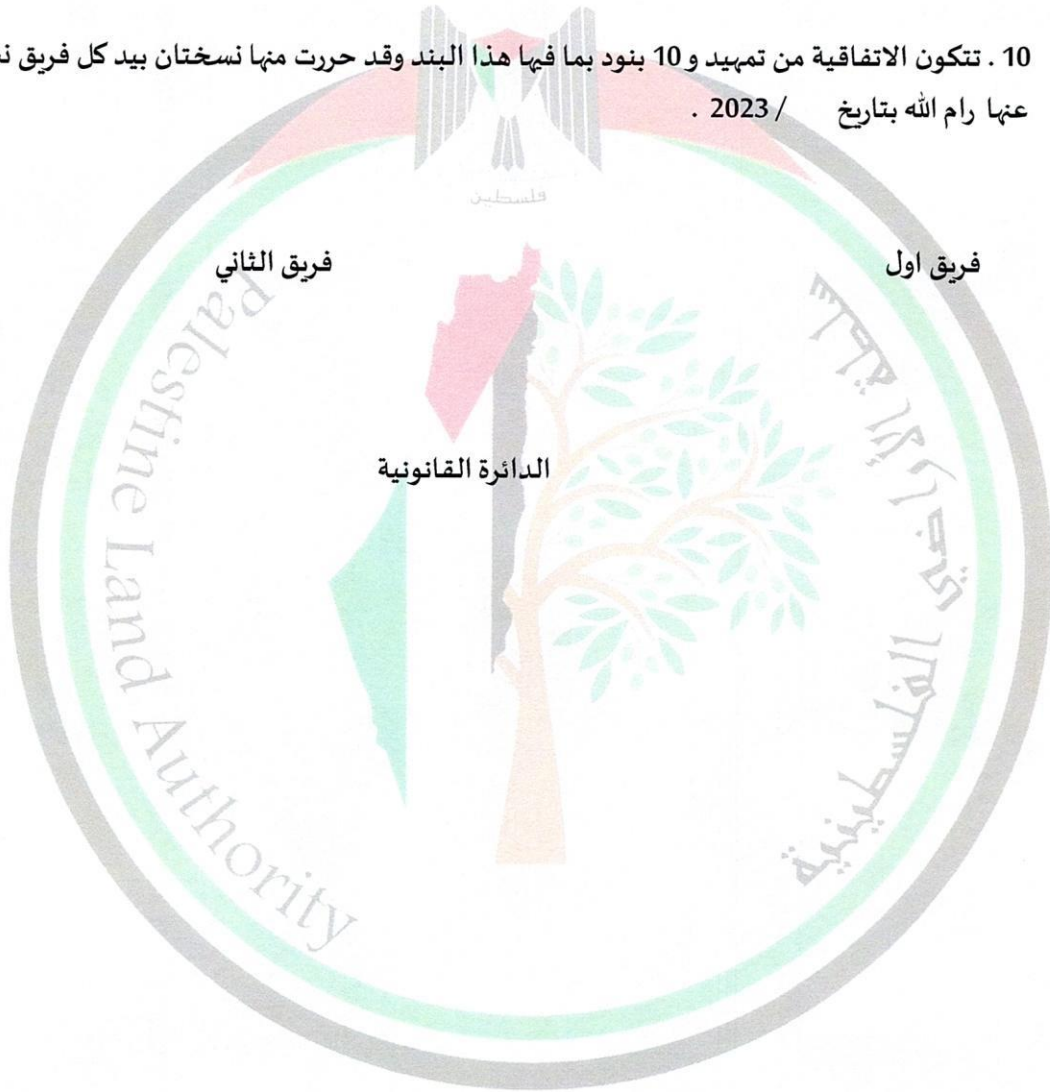 10 . تتكون الاتفاقية من تمهيد و 10 بنود بما فيها هذا البند وقد حررت منها نسختان بيد كل فريق
عنها رام الله بتاريخ / 2023 .
فلسطين
فريق اول
فريق الثاني
الدائرة القانونية
سلطة الأراضي الفلسطينية
Palestine Land Authority